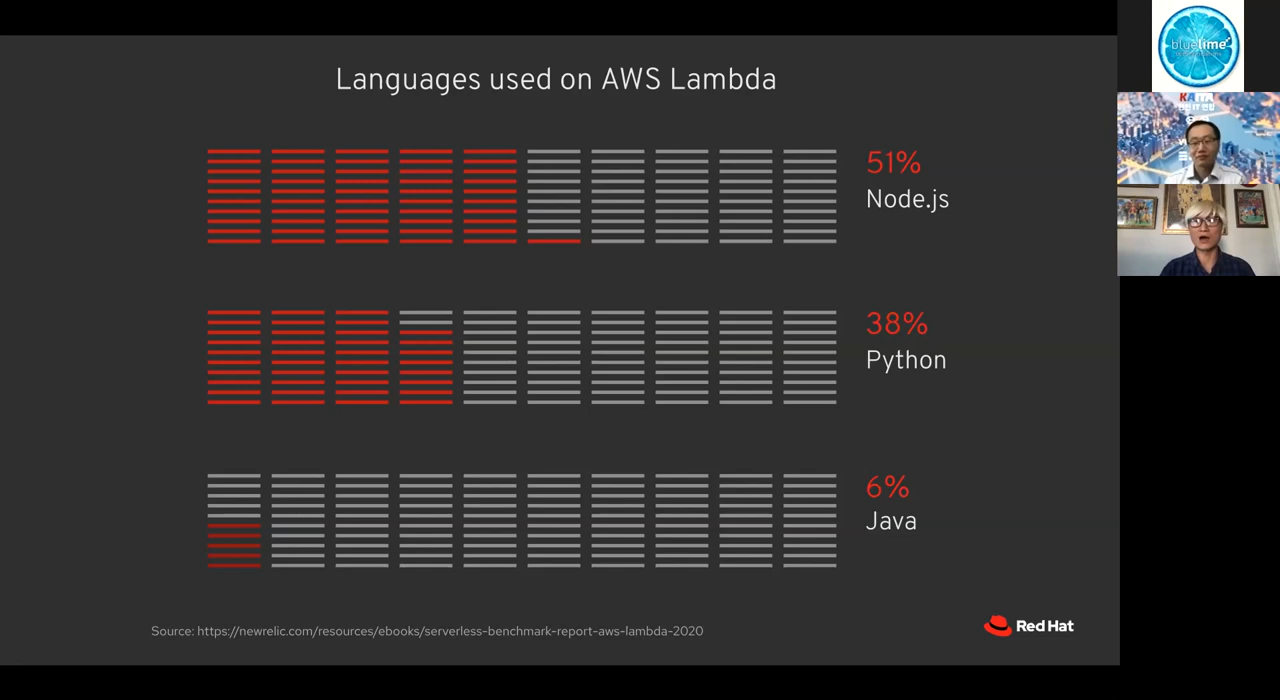 Languages used on AWS Lambda
51%
Node.js
38%
Python
6%
Java
Source: https://newrelic.com/resources/ebooks/serverless-benchmark-report-aws-lambda-2020
Red Hat
bluelime